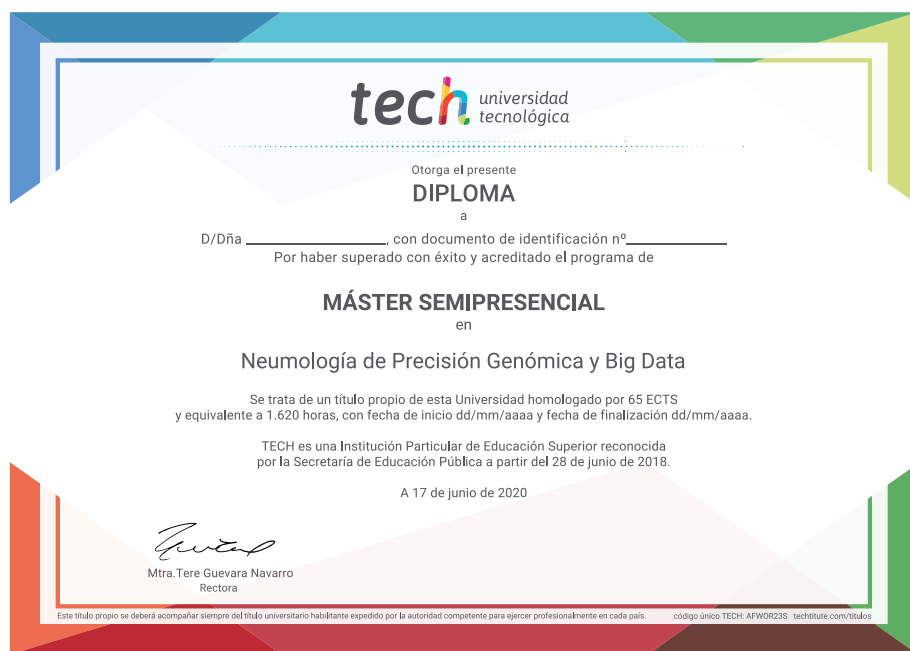 tech universidad
tecnológica
Otorga el presente
DIPLOMA
a
D/Dña ________________, con documento de identificación nº____________
Por haber superado con éxito y acreditado el programa de
MÁSTER SEMIPRESENCIAL
en
Neumología de Precisión Genómica y Big Data
Se trata de un título propio de esta Universidad homologado por 65 ECTS
y equivalente a 1.620 horas, con fecha de inicio dd/mm/aaaa y fecha de finalización dd/mm/aaaa.
TECH es una Institución Particular de Educación Superior reconocida
por la Secretaría de Educación Pública a partir del 28 de junio de 2018.
A 17 de junio de 2020
Mtra.Tere Guevara Navarro
Rectora
Este título propio se deberá acompañar siempre del título universitario habilitante expedido por la autoridad competente para ejercer profesionalmente en cada país. código único TECH: AFWOR23S techtitute.com/titulos